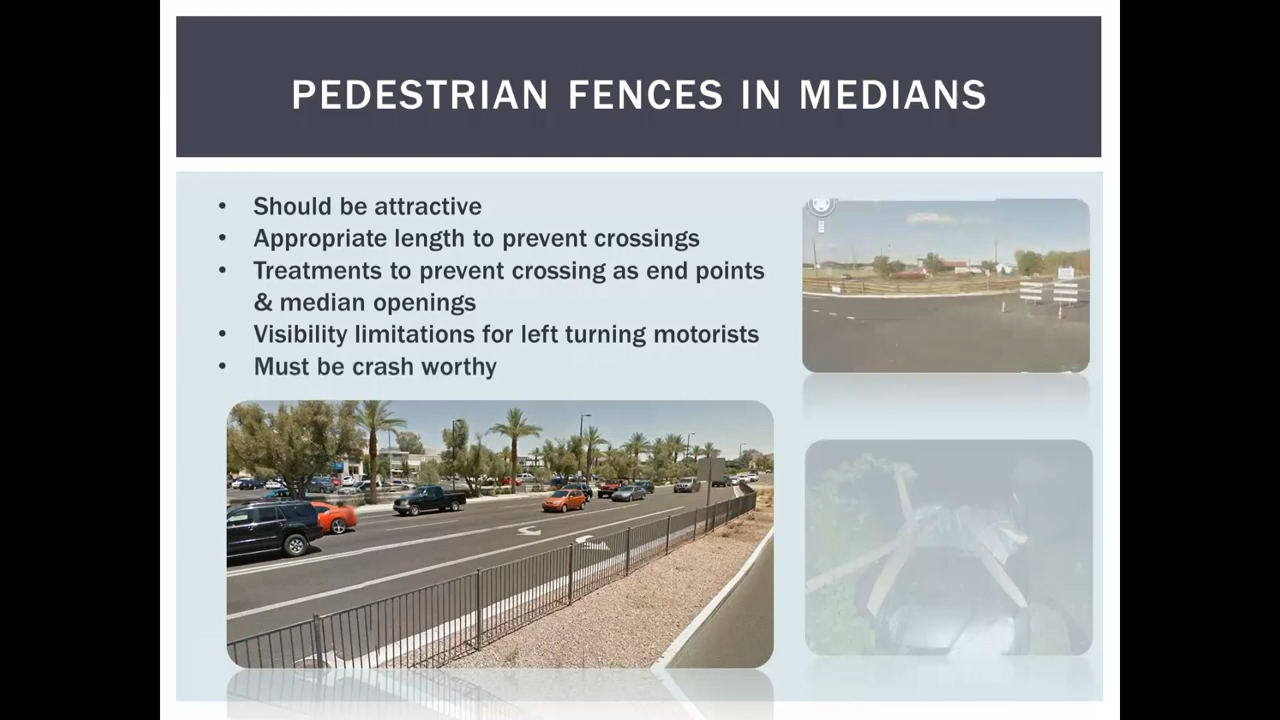 PEDESTRIAN FENCES IN MEDIANS
• Should be attractive
• Appropriate length to prevent crossings
• Treatments to prevent crossing as end points
& median openings
• Visibility limitations for left turning motorists
• Must be crash worthy